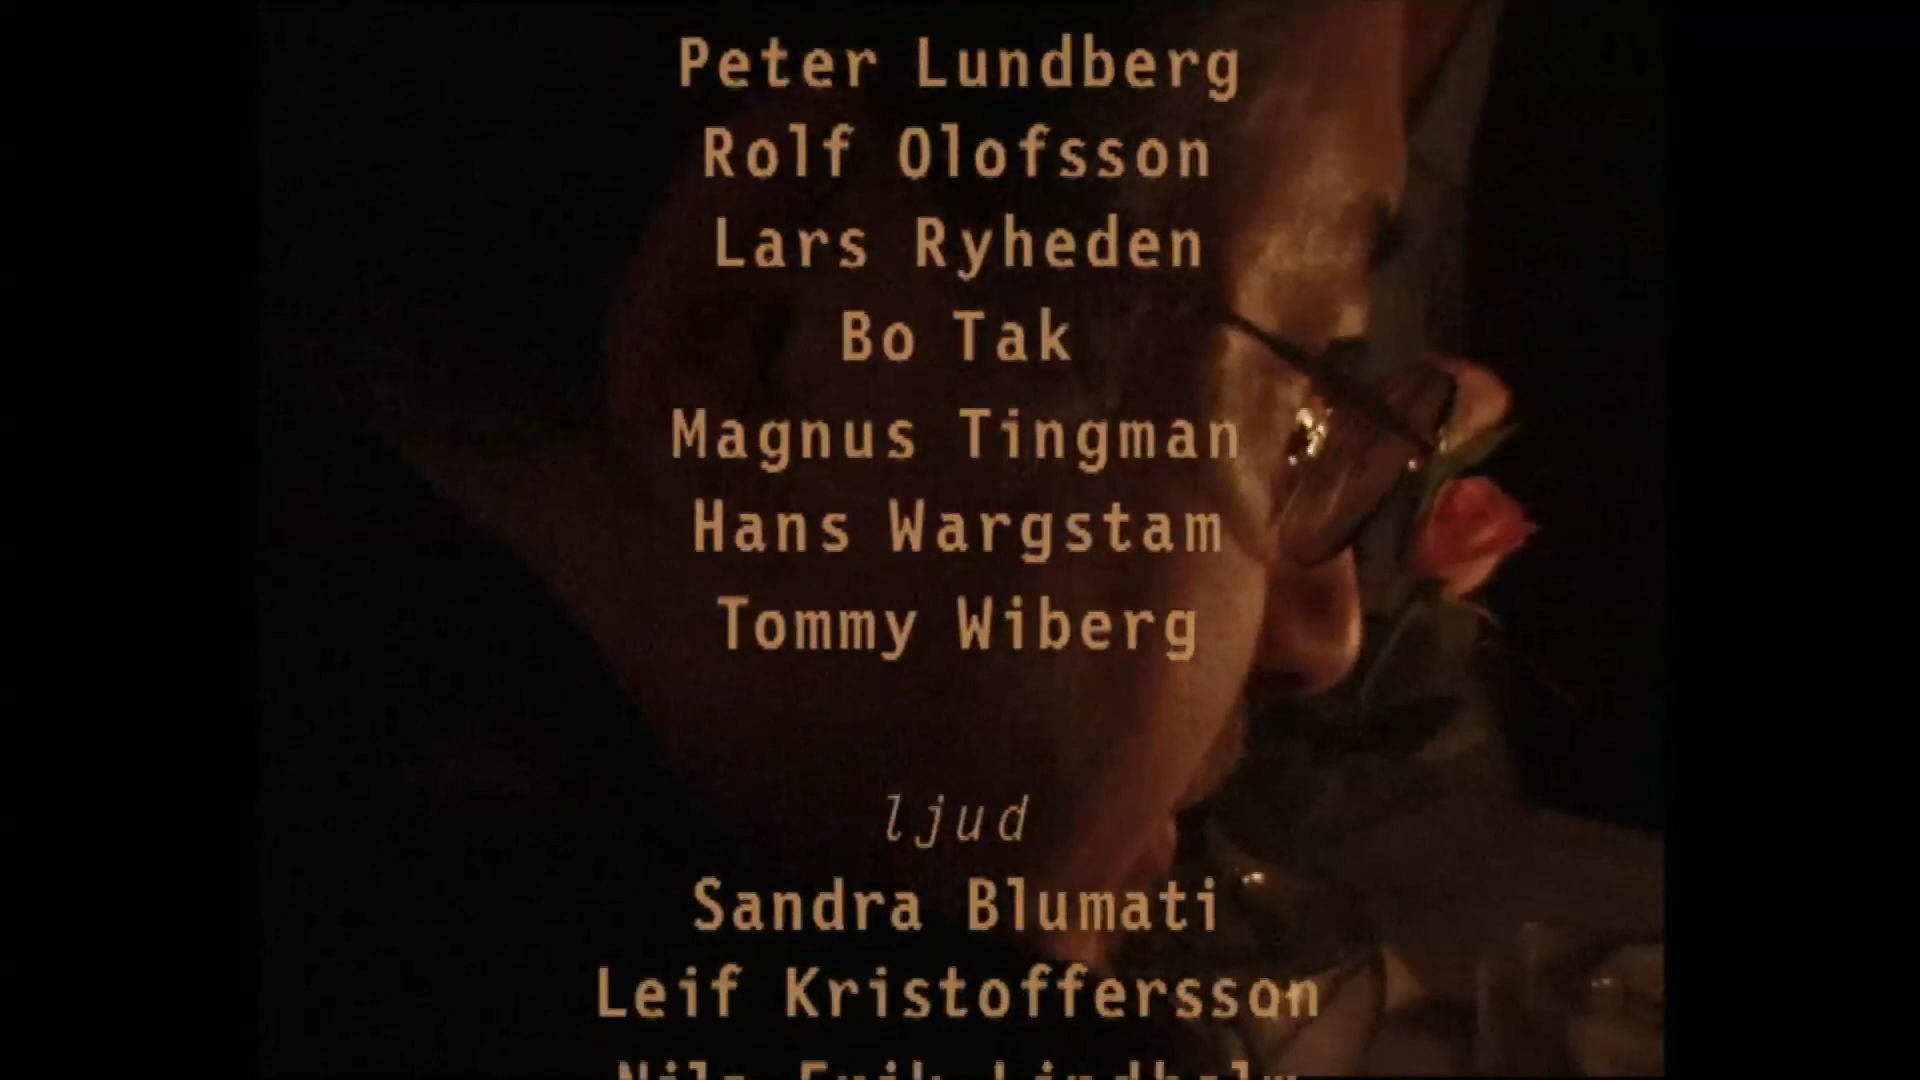 Peter Lundberg
Rolf Olofsson
Lars Ryheden
Bo Tak
Magnus Tingman
Hans Wargstam
Tommy Wiberg
ljud
Sandra Blumati
Leif Kristoffersson